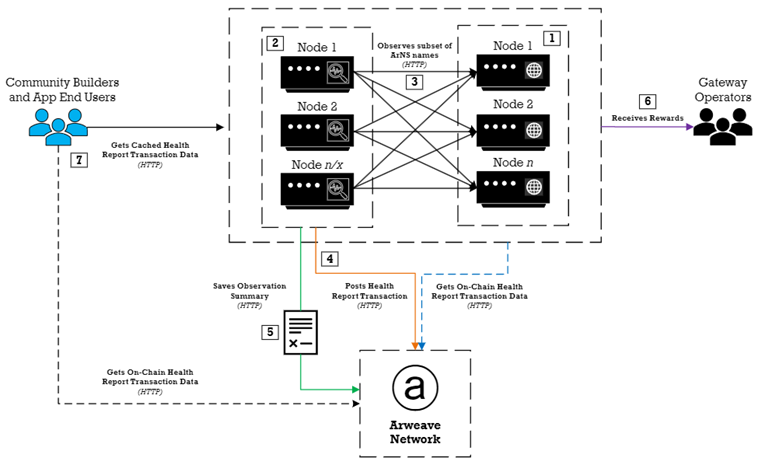 2
Node 1
Node 2
Node n/x
Observes subset of
ArNS names
(HTTP)
3
1
Node 1
Node 2
Node n
Community Builders
and App End Users
7
Gets Cached Health
Report Transaction Data
(HTTP)
6
Receives Rewards
Gateway
Operators
4
Saves Observation
Summary
(HTTP)
Posts Health
Report Transaction
(HTTP)
Gets On-Chain Health
Report Transaction Data
(HTTP)
5
Gets On-Chain Health
Report Transaction Data
(HTTP)
a
Arweave
Network